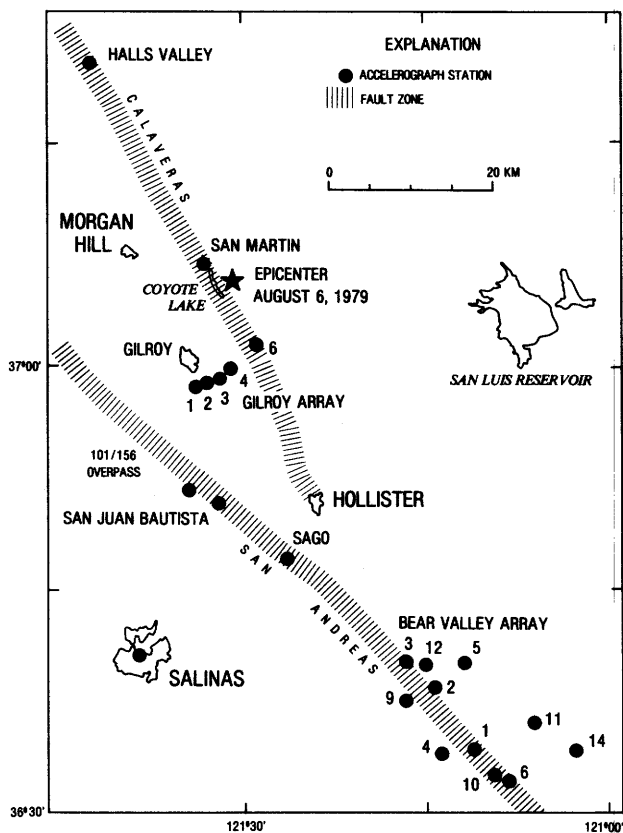 EXPLANATION
ACCELEROGRAPH STATION
FAULT ZONE
0 20 KM
HALLS VALLEY
CALAVERAS
MORGAN
HILL
SAN MARTIN
COYOTE
LAKE
EPICENTER
AUGUST 6, 1979
SAN LUIS RESERVOIR
GILROY
6
37°00'
4
3
2
1
GILROY ARRAY
101/156
OVERPASS
HOLLISTER
SAN JUAN BAUTISTA
SAGO
SAN ANDREAS
BEAR VALLEY ARRAY
3 12 5
SALINAS
2
9
11
1
4
14
10 6
36°30'
121°30'
121°00'